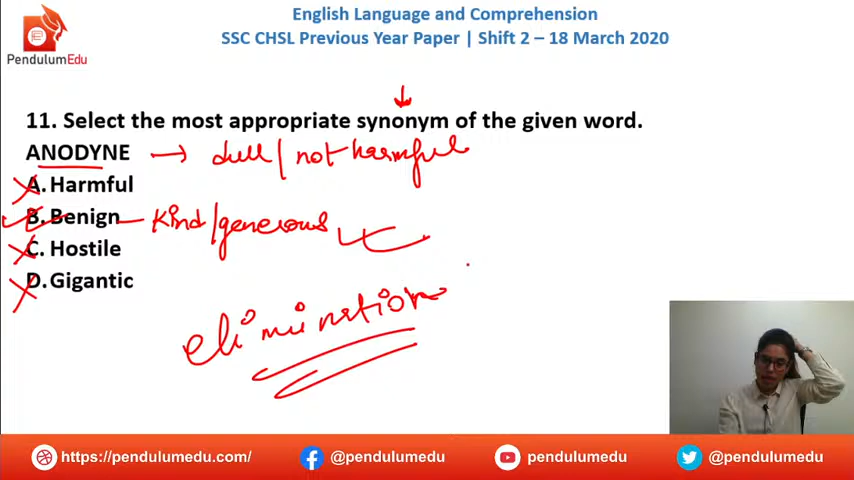 English Language and Comprehension
SSC CHSL Previous Year Paper | Shift 2 – 18 March 2020
PendulumEdu
11. Select the most appropriate synonym of the given word.
ANODYNE → dull/not harmful
A. Harmful
B. Benign – kind/generous
C. Hostile
D. Gigantic
elimination
https://pendulumedu.com/ @pendulumedu pendulumedu @pendulumedu